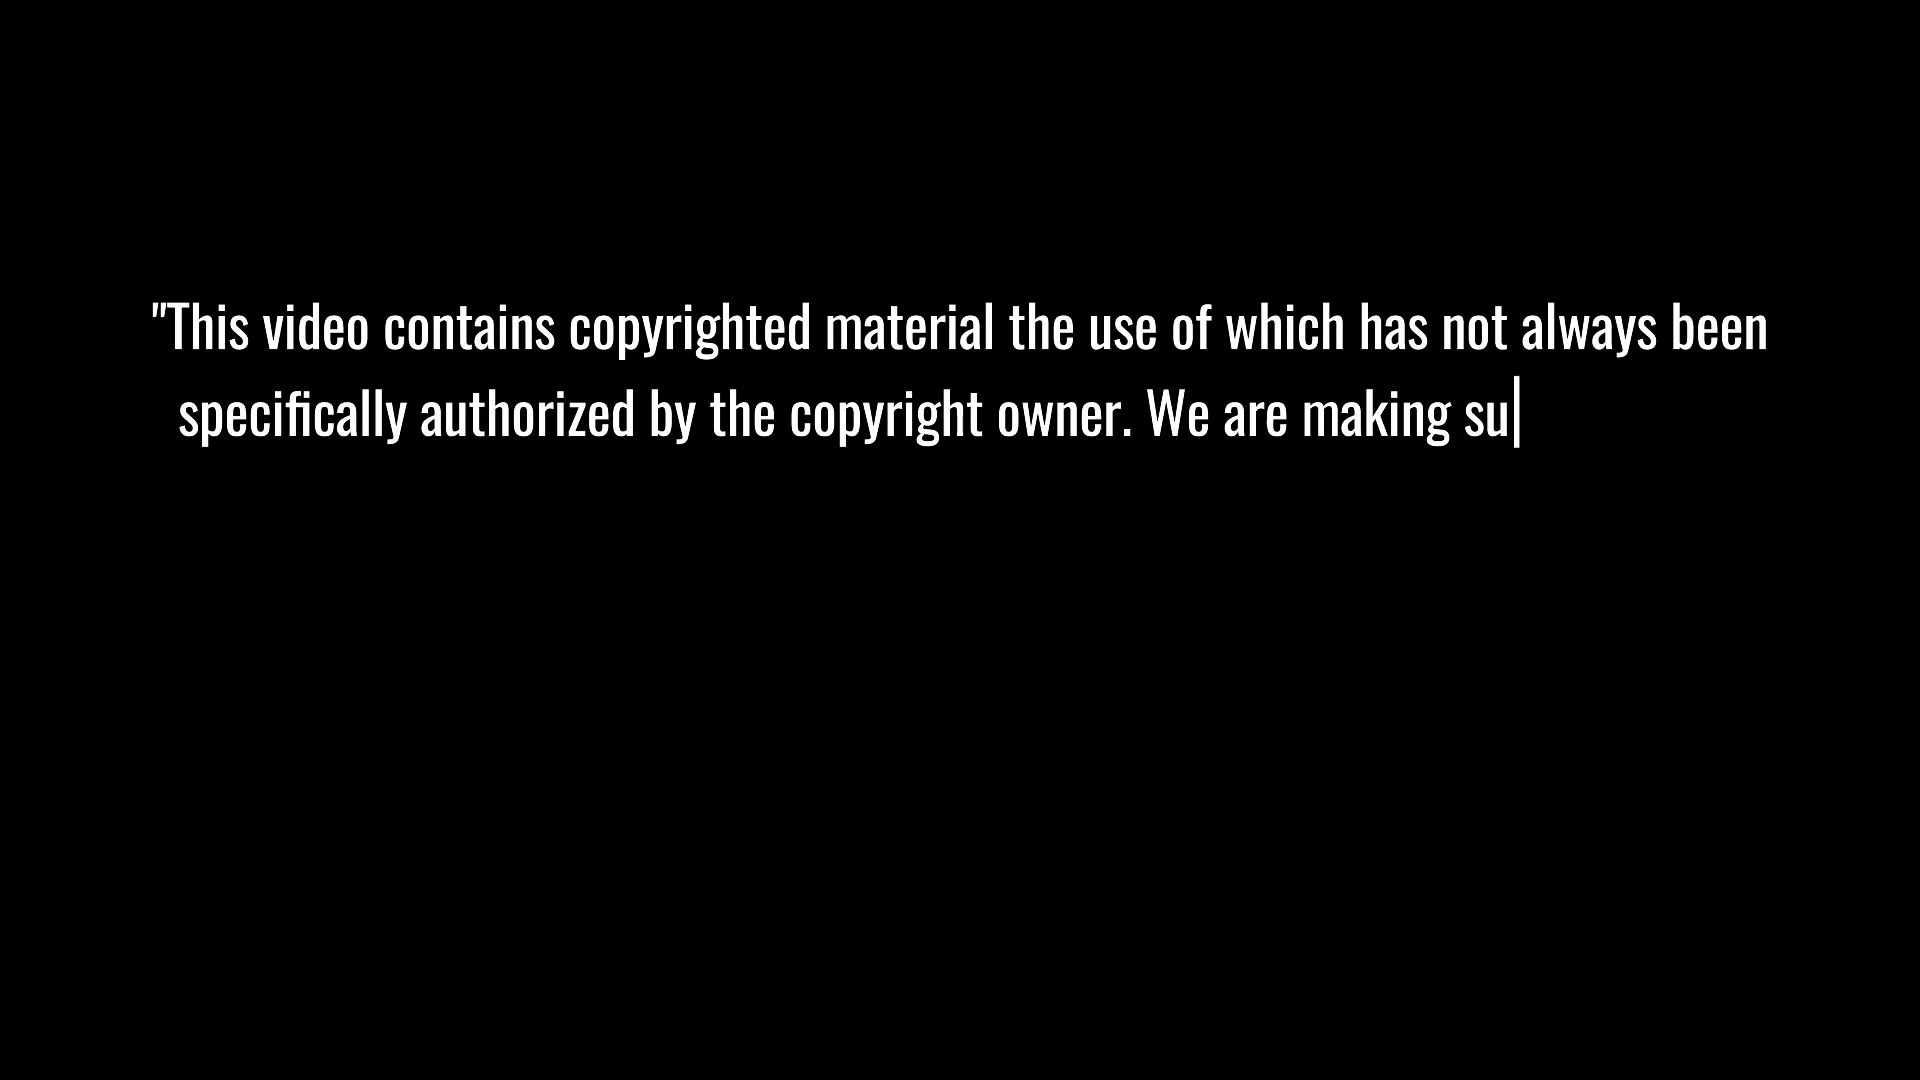 "This video contains copyrighted material the use of which has not always been
specifically authorized by the copyright owner. We are making su